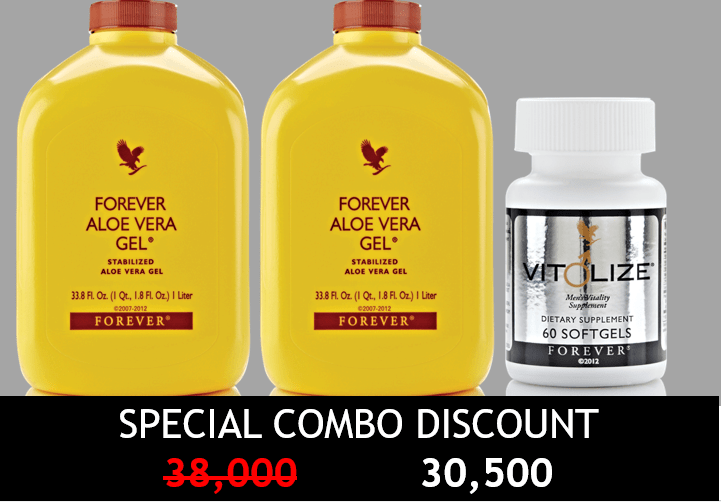 FOREVER
ALOE VERA
GEL®
STABILIZED
ALOE VERA GEL
33.8 Fl. Oz. (1 Qt., 1.8 Fl. Oz.) 1 Liter
©2007-2012
FOREVER®
FOREVER
ALOE VERA
GEL®
STABILIZED
ALOE VERA GEL
33.8 Fl. Oz. (1 Qt., 1.8 Fl. Oz.) 1 Liter
©2007-2012
FOREVER®
VITOLIZE®
Men's Vitality
Supplement
DIETARY SUPPLEMENT
60 SOFTGELS
FOREVER®
©2012
SPECIAL COMBO DISCOUNT
38,000 30,500